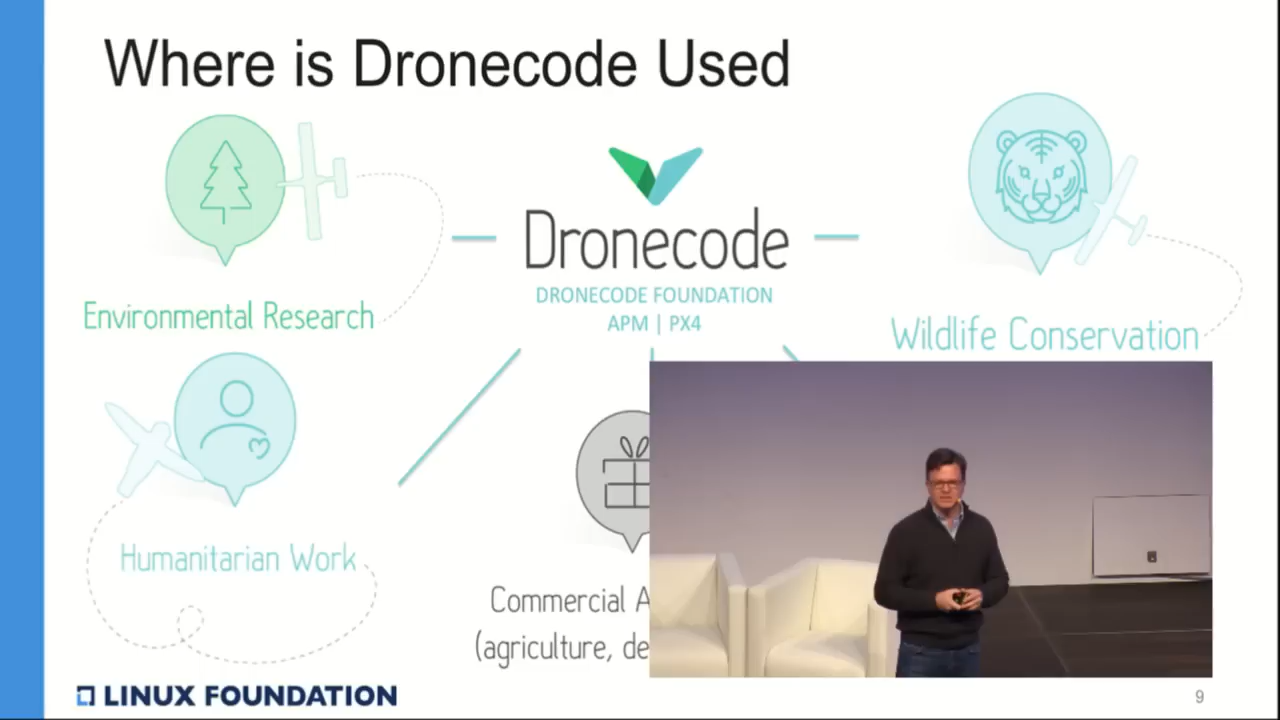 Where is Dronecode Used
Dronecode
DRONECODE FOUNDATION
APM | PX4
Environmental Research
Wildlife Conservation
Humanitarian Work
Commercial A
(agriculture, de
LINUX FOUNDATION
9